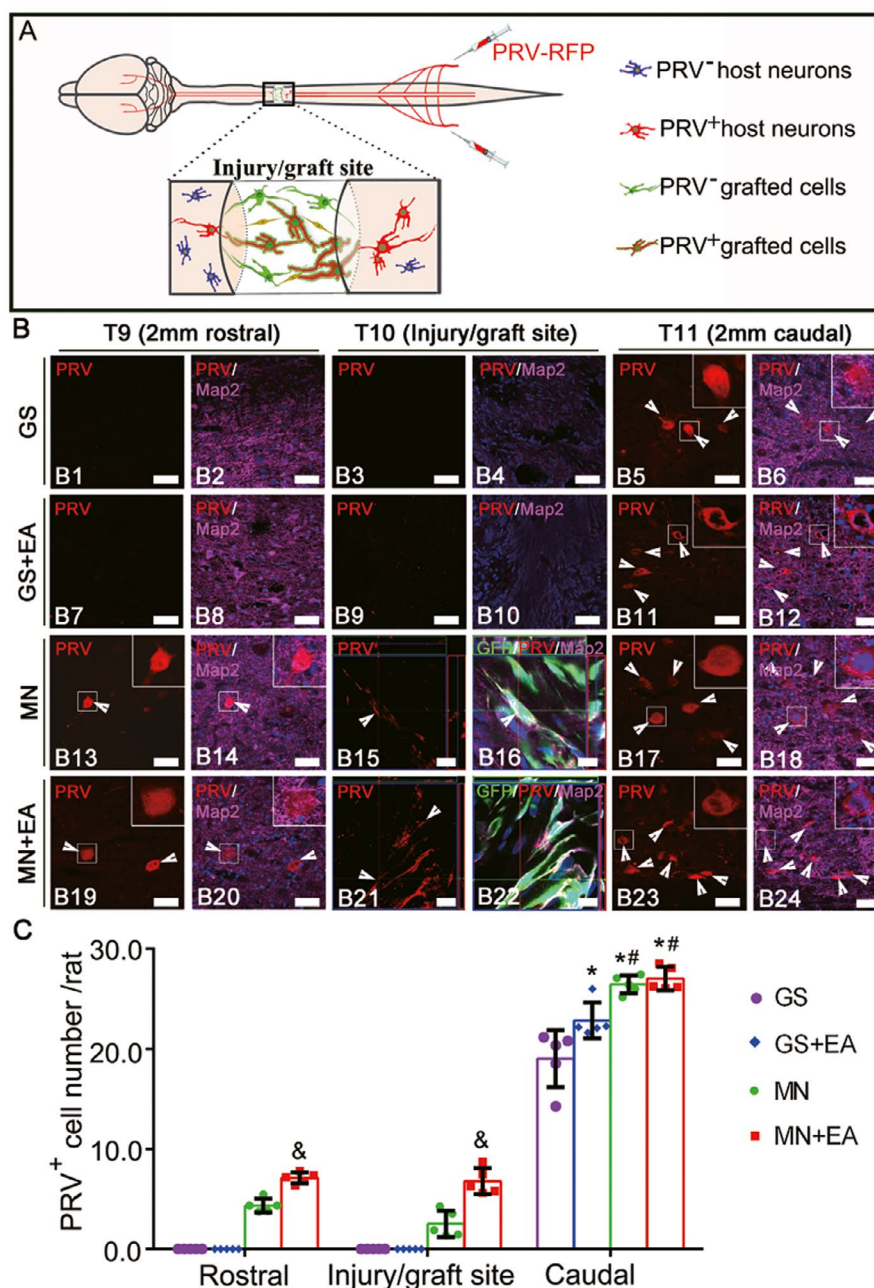 A
PRV-RFP
Injury/graft site
PRV⁻ host neurons
PRV⁺ host neurons
PRV⁻ grafted cells
PRV⁺ grafted cells
B
T9 (2mm rostral) T10 (Injury/graft site) T11 (2mm caudal)
GS
PRV PRV/Map2 PRV PRV/Map2 PRV PRV/Map2
B1 B2 B3 B4 B5 B6
GS+EA
PRV PRV/Map2 PRV PRV/Map2 PRV PRV/Map2
B7 B8 B9 B10 B11 B12
MN
PRV PRV/Map2 PRV GFP/PRV/Map2 PRV PRV/Map2
B13 B14 B15 B16 B17 B18
MN+EA
PRV PRV/Map2 PRV GFP/PRV/Map2 PRV PRV/Map2
B19 B20 B21 B22 B23 B24
C
PRV⁺ cell number /rat
30.0
20.0
10.0
0.0
& & * *# *#
Rostral Injury/graft site Caudal
GS
GS+EA
MN
MN+EA